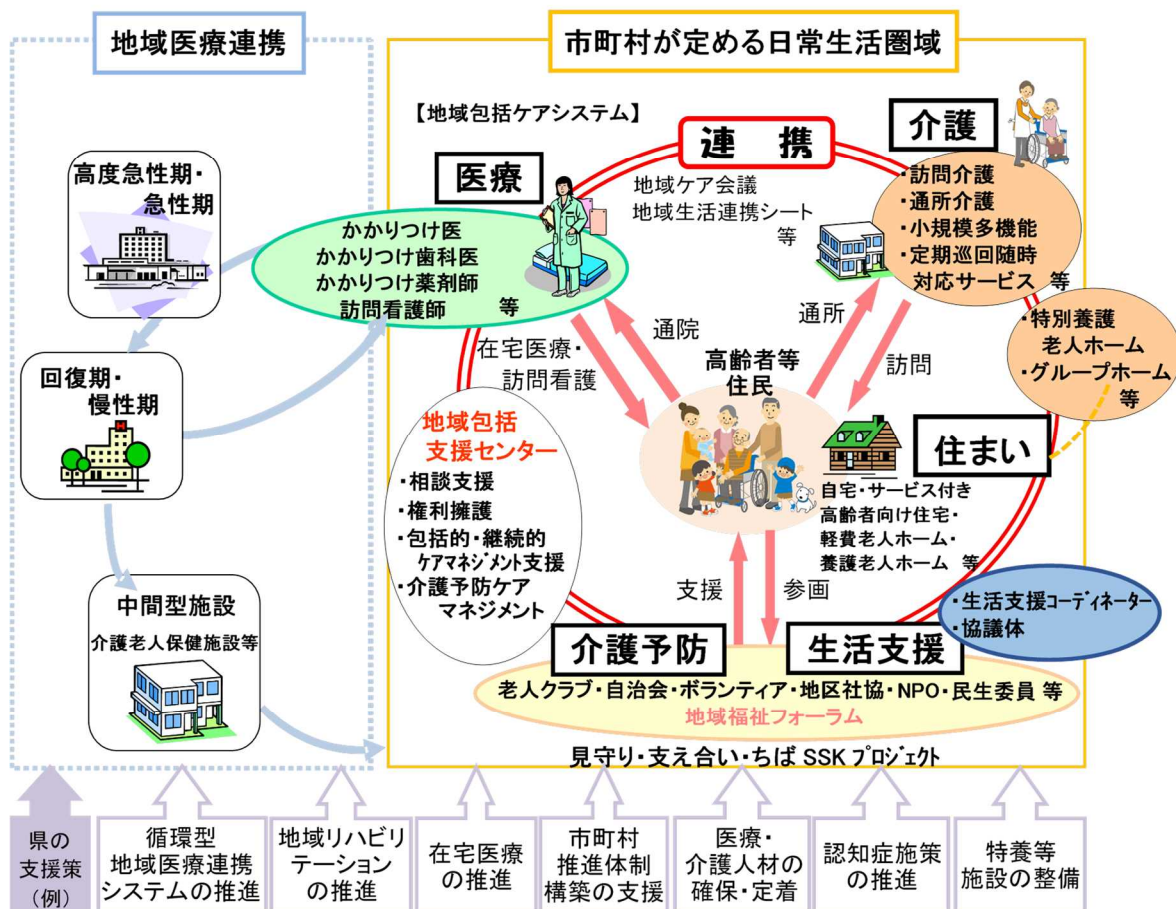 地域医療連携
高度急性期・
急性期
回復期・
慢性期
H
中間型施設
介護老人保健施設等
市町村が定める日常生活圏域
【地域包括ケアシステム】
連 携
地域ケア会議
地域生活連携シート
等
医療
かかりつけ医
かかりつけ歯科医
かかりつけ薬剤師
訪問看護師 等
介護
・訪問介護
・通所介護
・小規模多機能
・定期巡回随時
対応サービス 等
・特別養護
老人ホーム
・グループホーム
等
通院
在宅医療・
訪問看護
通所
訪問
高齢者等
住民
地域包括
支援センター
・相談支援
・権利擁護
・包括的・継続的
ケアマネジメント支援
・介護予防ケア
マネジメント
住まい
自宅・サービス付き
高齢者向け住宅・
軽費老人ホーム・
養護老人ホーム 等
支援
参画
・生活支援コーディネーター
・協議体
介護予防
生活支援
老人クラブ・自治会・ボランティア・地区社協・NPO・民生委員 等
地域福祉フォーラム
見守り・支え合い・ちば SSK プロジェクト
県の
支援策
(例)
循環型
地域医療連携
システムの推進
地域リハビリ
テーション
の推進
在宅医療
の推進
市町村
推進体制
構築の支援
医療・
介護人材の
確保・定着
認知症施策
の推進
特養等
施設の整備